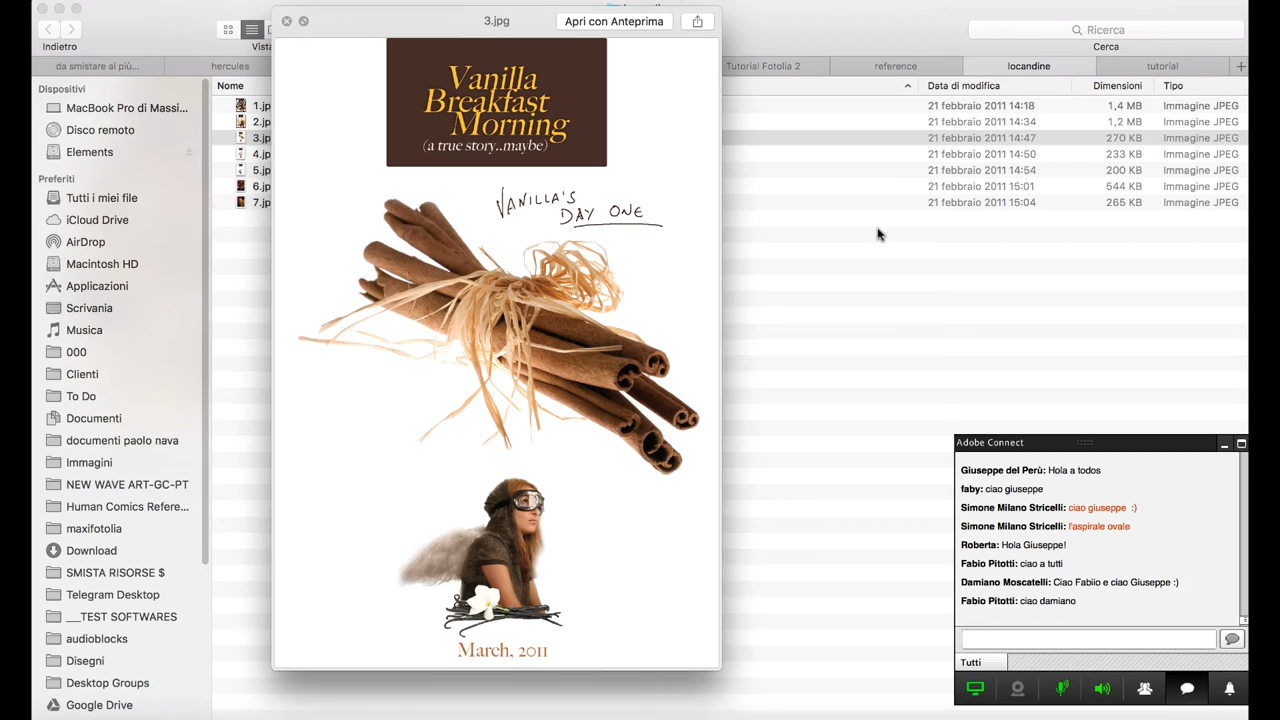 3.jpg
Apri con Anteprima
Indietro
Vista
Ricerca
Cerca
da smistare al più...
hercules
Tutorial Fotolia 2
reference
locandine
tutorial
Nome
Data di modifica
Dimensioni
Tipo
1.jp
21 febbraio 2011 14:18
1,4 MB
Immagine JPEG
2.jp
21 febbraio 2011 14:34
1,2 MB
Immagine JPEG
3.jp
21 febbraio 2011 14:47
270 KB
Immagine JPEG
4.jp
21 febbraio 2011 14:50
233 KB
Immagine JPEG
5.jp
21 febbraio 2011 14:54
200 KB
Immagine JPEG
6.jp
21 febbraio 2011 15:01
544 KB
Immagine JPEG
7.jp
21 febbraio 2011 15:04
265 KB
Immagine JPEG
Dispositivi
MacBook Pro di Massi...
Disco remoto
Elements
Preferiti
Tutti i miei file
iCloud Drive
AirDrop
Macintosh HD
Applicazioni
Scrivania
Musica
000
Clienti
To Do
Documenti
documenti paolo nava
Immagini
NEW WAVE ART-GC-PT
Human Comics Refere...
maxifotolia
Download
SMISTA RISORSE $
Telegram Desktop
___TEST SOFTWARES
audioblocks
Disegni
Desktop Groups
Google Drive
Vanilla
Breakfast
Morning
(a true story..maybe)
VANILLA'S
DAY ONE
March, 2011
Adobe Connect
Giuseppe del Perù: Hola a todos
faby: ciao giuseppe
Simone Milano Stricelli: ciao giuseppe :)
Simone Milano Stricelli: l'aspirale ovale
Roberta: Hola Giuseppe!
Fabio Pitotti: ciao a tutti
Damiano Moscatelli: Ciao Fabiio e ciao Giuseppe :)
Fabio Pitotti: ciao damiano
Tutti